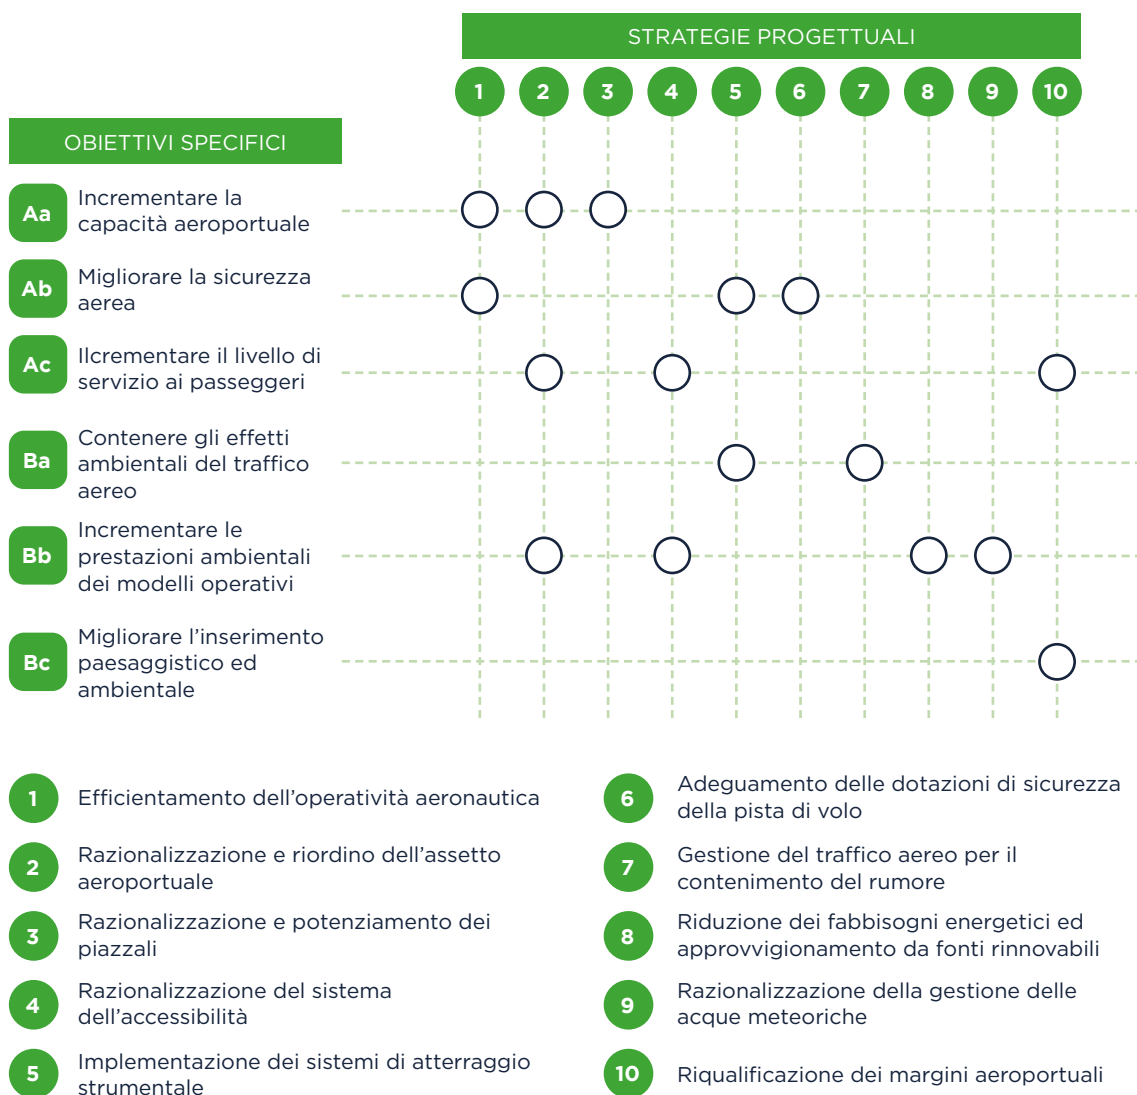 STRATEGIE PROGETTUALI
1 2 3 4 5 6 7 8 9 10
OBIETTIVI SPECIFICI
Aa
Incrementare la
capacità aeroportuale
Ab
Migliorare la sicurezza
aerea
Ac
Ilcrementare il livello di
servizio ai passeggeri
Ba
Contenere gli effetti
ambientali del traffico
aereo
Bb
Incrementare le
prestazioni ambientali
dei modelli operativi
Bc
Migliorare l’inserimento
paesaggistico ed
ambientale
1
Efficientamento dell’operatività aeronautica
2
Razionalizzazione e riordino dell’assetto
aeroportuale
3
Razionalizzazione e potenziamento dei
piazzali
4
Razionalizzazione del sistema
dell’accessibilità
5
Implementazione dei sistemi di atterraggio
strumentale
6
Adeguamento delle dotazioni di sicurezza
della pista di volo
7
Gestione del traffico aereo per il
contenimento del rumore
8
Riduzione dei fabbisogni energetici ed
approvvigionamento da fonti rinnovabili
9
Razionalizzazione della gestione delle
acque meteoriche
10
Riqualificazione dei margini aeroportuali